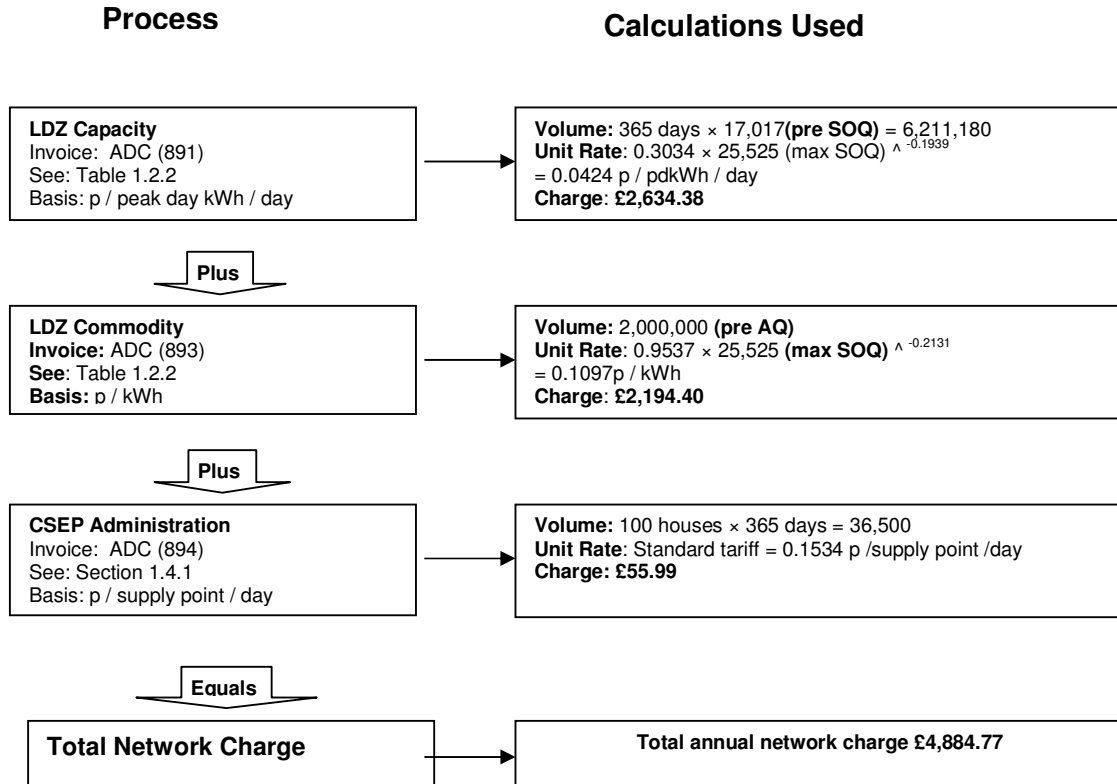 Process
Calculations Used
LDZ Capacity
Invoice: ADC (891)
See: Table 1.2.2
Basis: p / peak day kWh / day
Volume: 365 days × 17,017(pre SOQ) = 6,211,180
Unit Rate: 0.3034 × 25,525 (max SOQ) ^ -0.1939
= 0.0424 p / pdkWh / day
Charge: £2,634.38
Plus
LDZ Commodity
Invoice: ADC (893)
See: Table 1.2.2
Basis: p / kWh
Volume: 2,000,000 (pre AQ)
Unit Rate: 0.9537 × 25,525 (max SOQ) ^ -0.2131
= 0.1097p / kWh
Charge: £2,194.40
Plus
CSEP Administration
Invoice: ADC (894)
See: Section 1.4.1
Basis: p / supply point / day
Volume: 100 houses × 365 days = 36,500
Unit Rate: Standard tariff = 0.1534 p /supply point /day
Charge: £55.99
Equals
Total Network Charge
Total annual network charge £4,884.77